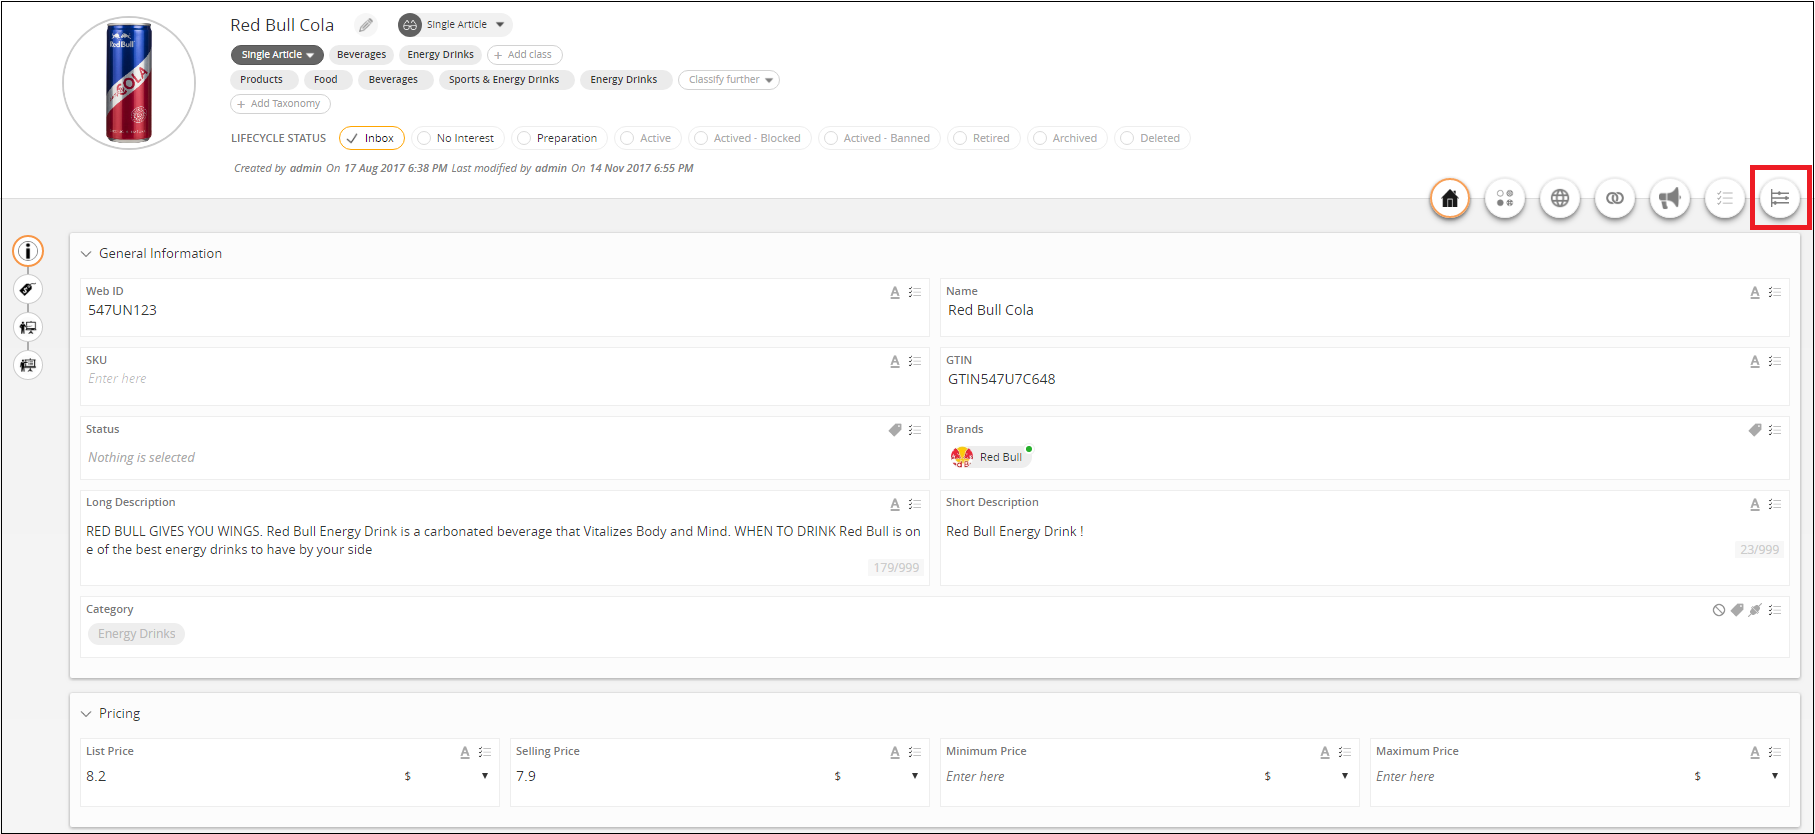 Red Bull Cola Single Article
Single Article Beverages Energy Drinks + Add class
Products Food Beverages Sports & Energy Drinks Energy Drinks Classify further
+ Add Taxonomy
LIFECYCLE STATUS Inbox No Interest Preparation Active Actived - Blocked Actived - Banned Retired Archived Deleted
Created by admin On 17 Aug 2017 6:38 PM Last modified by admin On 14 Nov 2017 6:55 PM
RedBull
COLA
General Information
Web ID
547UN123
Name
Red Bull Cola
SKU
Enter here
GTIN
GTIN547U7C648
Status
Nothing is selected
Brands
Red Bull
Long Description
RED BULL GIVES YOU WINGS. Red Bull Energy Drink is a carbonated beverage that Vitalizes Body and Mind. WHEN TO DRINK Red Bull is on
e of the best energy drinks to have by your side
179/999
Short Description
Red Bull Energy Drink !
23/999
Category
Energy Drinks
Pricing
List Price
8.2 $
Selling Price
7.9 $
Minimum Price
Enter here $
Maximum Price
Enter here $